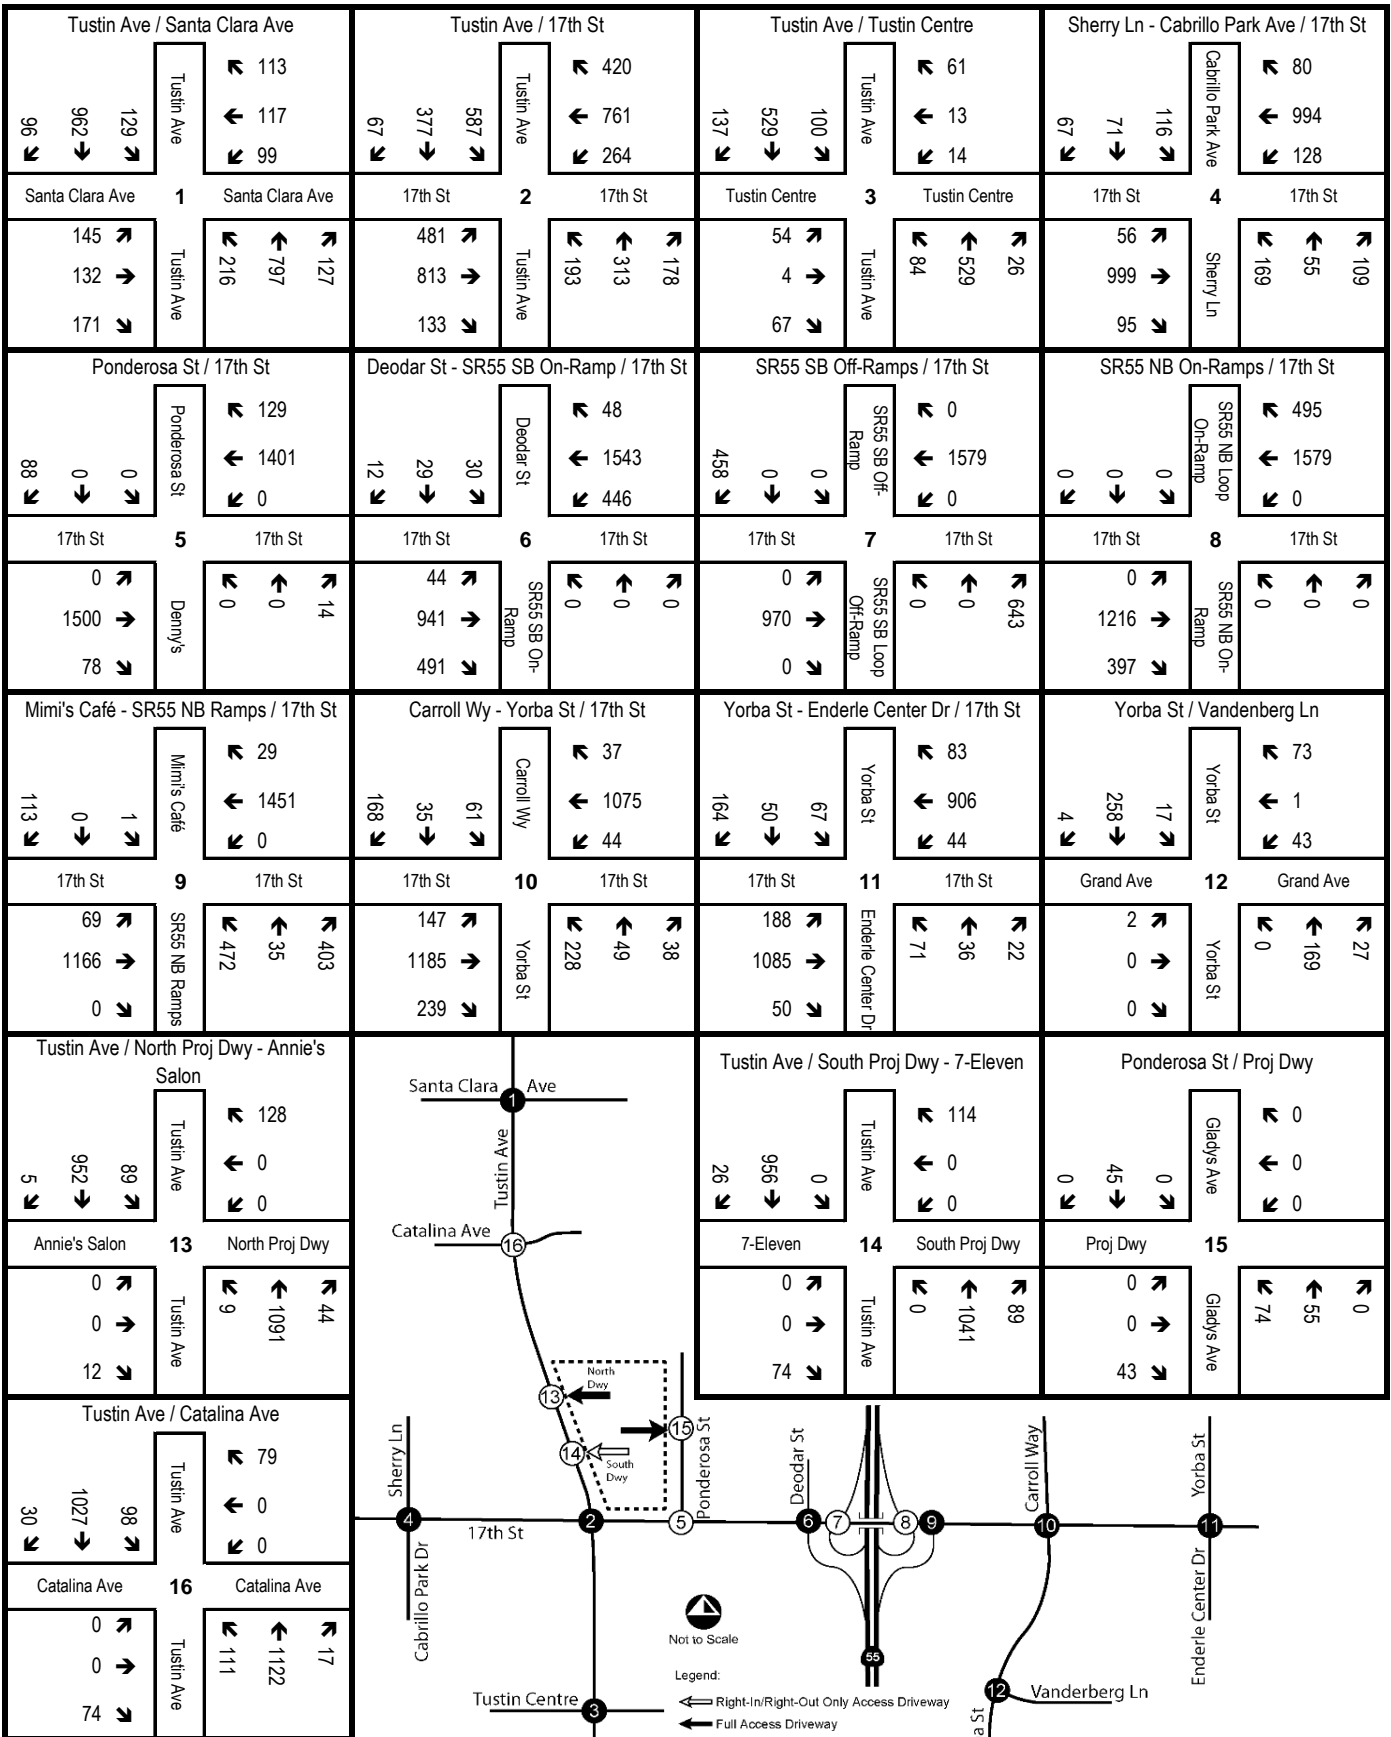 Tustin Ave / Santa Clara Ave
96 962 129
Tustin Ave
113
117
99
Santa Clara Ave 1 Santa Clara Ave
145
132
171
Tustin Ave
216 797 127
Tustin Ave / 17th St
67 377 587
Tustin Ave
420
761
264
17th St 2 17th St
481
813
133
Tustin Ave
193 313 178
Tustin Ave / Tustin Centre
137 529 100
Tustin Ave
61
13
14
Tustin Centre 3 Tustin Centre
54
4
67
Tustin Ave
84 529 26
Sherry Ln - Cabrillo Park Ave / 17th St
67 71 116
Cabrillo Park Ave
80
994
128
17th St 4 17th St
56
999
95
Sherry Ln
169 55 109
Ponderosa St / 17th St
88 0 0
Ponderosa St
129
1401
0
17th St 5 17th St
0
1500
78
Denny's
0 0 14
Deodar St - SR55 SB On-Ramp / 17th St
12 29 30
Deodar St
48
1543
446
17th St 6 17th St
44
941
491
SR55 SB On-
Ramp
0 0 0
SR55 SB Off-Ramps / 17th St
458 0 0
SR55 SB Off-
Ramp
0
1579
0
17th St 7 17th St
0
970
0
SR55 SB Loop
Off-Ramp
0 0 643
SR55 NB On-Ramps / 17th St
0 0 0
SR55 NB Loop
On-Ramp
495
1579
0
17th St 8 17th St
0
1216
397
SR55 NB On-
Ramp
0 0 0
Mimi's Café - SR55 NB Ramps / 17th St
113 0 1
Mimi's Café
29
1451
0
17th St 9 17th St
69
1166
0
SR55 NB Ramps
472 35 403
Carroll Wy - Yorba St / 17th St
168 35 61
Carroll Wy
37
1075
44
17th St 10 17th St
147
1185
239
Yorba St
228 49 38
Yorba St - Enderle Center Dr / 17th St
164 50 67
Yorba St
83
906
44
17th St 11 17th St
188
1085
50
Enderle Center Dr
71 36 22
Yorba St / Vandenberg Ln
4 258 17
Yorba St
73
1
43
Grand Ave 12 Grand Ave
2
0
0
Yorba St
0 169 27
Tustin Ave / North Proj Dwy - Annie's
Salon
5 952 89
Tustin Ave
128
0
0
Annie's Salon 13 North Proj Dwy
0
0
12
Tustin Ave
9 1091 44
Tustin Ave / South Proj Dwy - 7-Eleven
26 956 0
Tustin Ave
114
0
0
7-Eleven 14 South Proj Dwy
0
0
74
Tustin Ave
0 1041 89
Ponderosa St / Proj Dwy
0 45 0
Gladys Ave
0
0
0
Proj Dwy 15
0
0
43
Gladys Ave
74 55 0
Tustin Ave / Catalina Ave
30 1027 98
Tustin Ave
79
0
0
Catalina Ave 16 Catalina Ave
0
0
74
Tustin Ave
111 1122 17
Santa Clara Ave
1
Tustin Ave
Catalina Ave
16
North
Dwy
13
15
14
South
Dwy
Ponderosa St
Sherry Ln
Deodar St
Carroll Way
Yorba St
4 2 5 6 7 8 9 10 11
17th St
Cabrillo Park Dr
Enderle Center Dr
Not to Scale
55
Legend:
Right-In/Right-Out Only Access Driveway
Full Access Driveway
Tustin Centre
3
12
Vanderberg Ln
a St